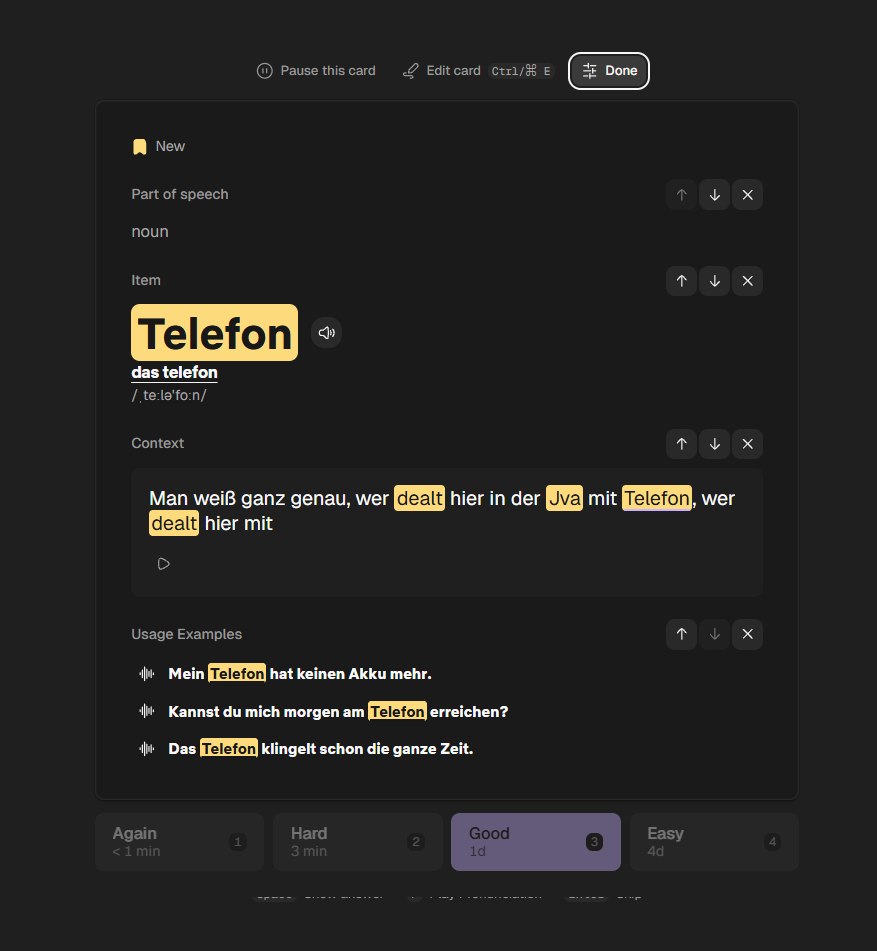 Pause this card Edit card Ctrl/⌘ E Done
New
Part of speech
noun
Item
Telefon
das telefon
/ˌteːləˈfoːn/
Context
Man weiß ganz genau, wer dealt hier in der Jva mit Telefon, wer
dealt hier mit
Usage Examples
Mein Telefon hat keinen Akku mehr.
Kannst du mich morgen am Telefon erreichen?
Das Telefon klingelt schon die ganze Zeit.
Again 1 Hard 2 Good 3 Easy 4
< 1 min 3 min 1d 4d